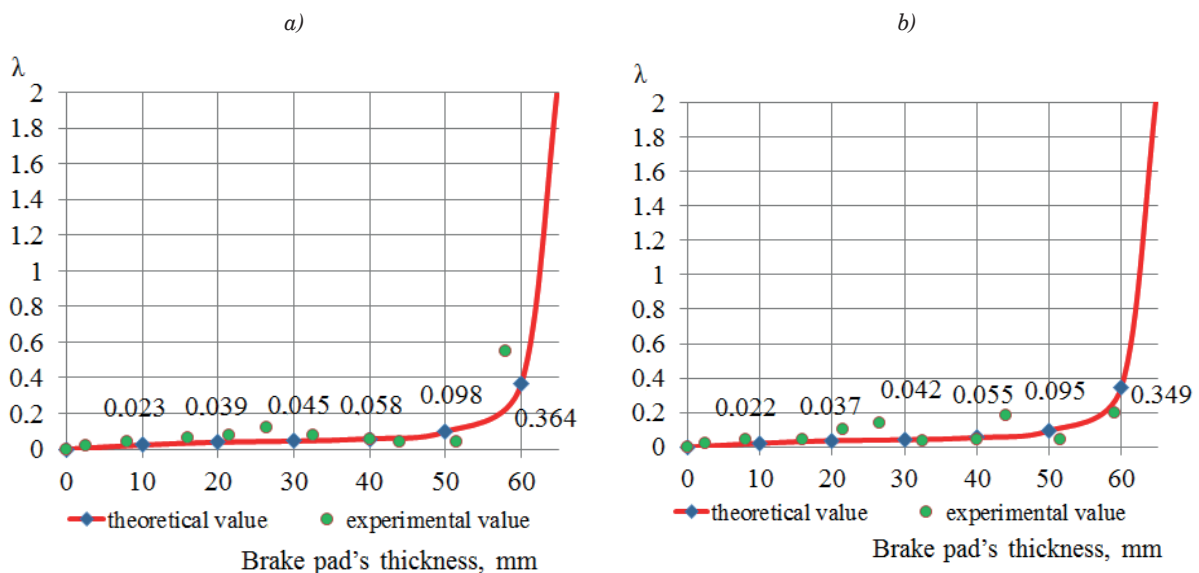 a)
λ
2
1.8
1.6
1.4
1.2
1
0.8
0.6
0.4
0.2
0
0.023 0.039 0.045 0.058 0.098 0.364
0 10 20 30 40 50 60
theoretical value experimental value
Brake pad's thickness, mm
b)
λ
2
1.8
1.6
1.4
1.2
1
0.8
0.6
0.4
0.2
0
0.022 0.037 0.042 0.055 0.095 0.349
0 10 20 30 40 50 60
theoretical value experimental value
Brake pad's thickness, mm